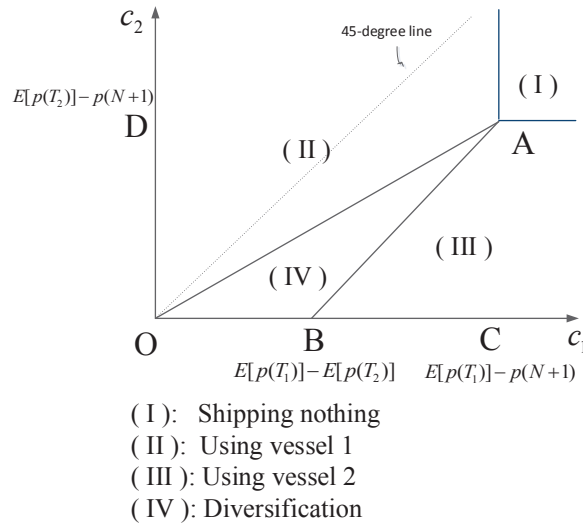 c₂
45-degree line
( I )
E[p(T₂)]−p(N+1)
D
A
( II )
( III )
( IV )
O
B
C
c₁
E[p(T₁)]−E[p(T₂)]
E[p(T₁)]−p(N+1)
( I ): Shipping nothing
( II ): Using vessel 1
( III ): Using vessel 2
( IV ): Diversification